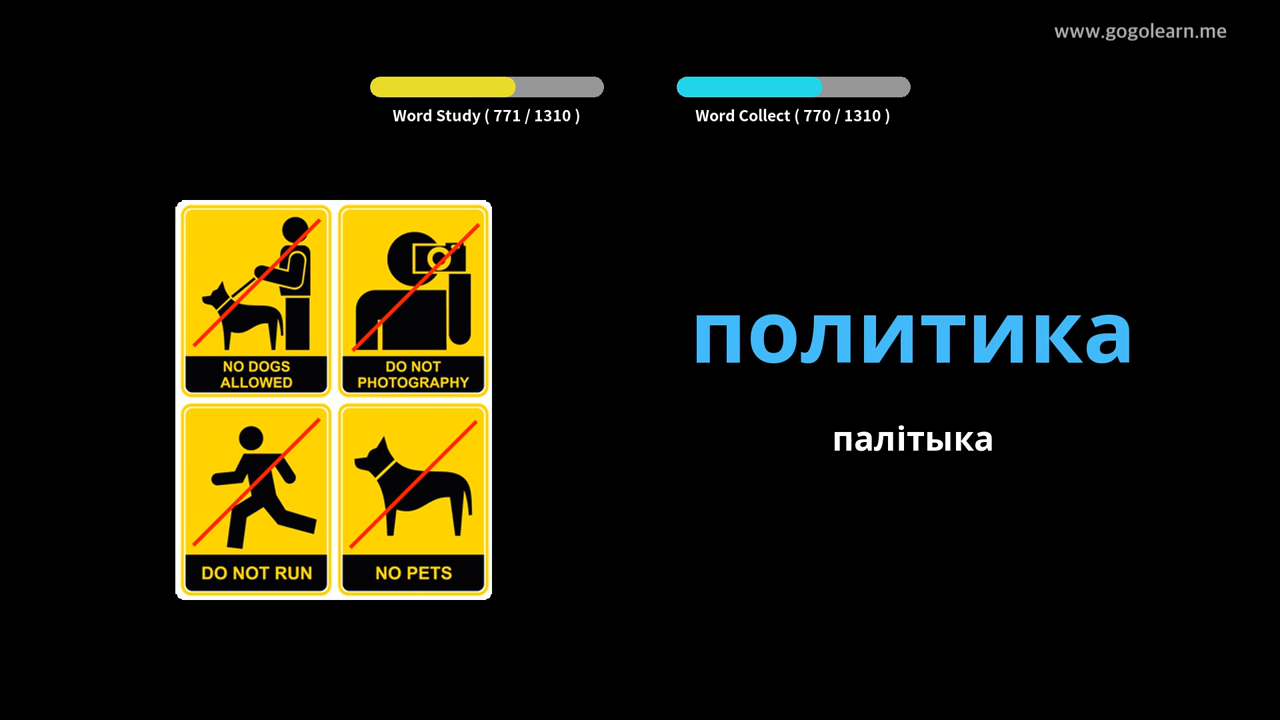 www.gogolearn.me
Word Study ( 771 / 1310 )
Word Collect ( 770 / 1310 )
NO DOGS
ALLOWED
DO NOT
PHOTOGRAPHY
DO NOT RUN
NO PETS
политика
палітыка